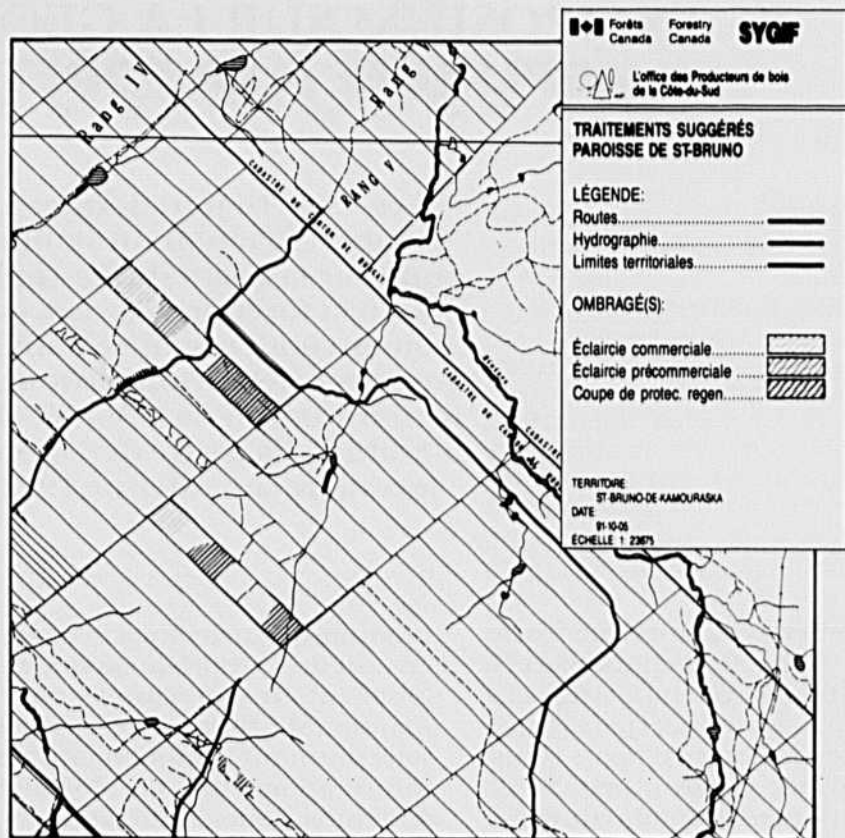 Forêts Canada
Forestry Canada
SYGIF
L'office des Producteurs de bois
de la Côte-du-Sud
TRAITEMENTS SUGGÉRÉS
PAROISSE DE ST-BRUNO
LÉGENDE:
Routes
Hydrographie
Limites territoriales
OMBRAGÉ(S):
Éclaircie commerciale
Éclaircie précommerciale
Coupe de protec. regen.
TERRITOIRE
ST-BRUNO-DE-KAMOURASKA
DATE
91-10-05
ÉCHELLE 1: 23675
Rang IV
Rang
RANG V
CADASTRE DU CANTON DE
CADASTRE DU
CADASTRE